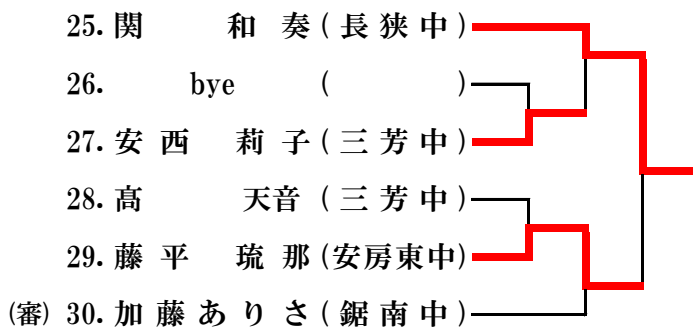 25. 関 和 奏 ( 長 狭 中 )
26. bye ( )
27. 安 西 莉 子 ( 三 芳 中 )
28. 髙 天音 ( 三 芳 中 )
29. 藤 平 琉 那 (安房東中)
(審) 30. 加 藤 あ り さ ( 鋸 南 中 )